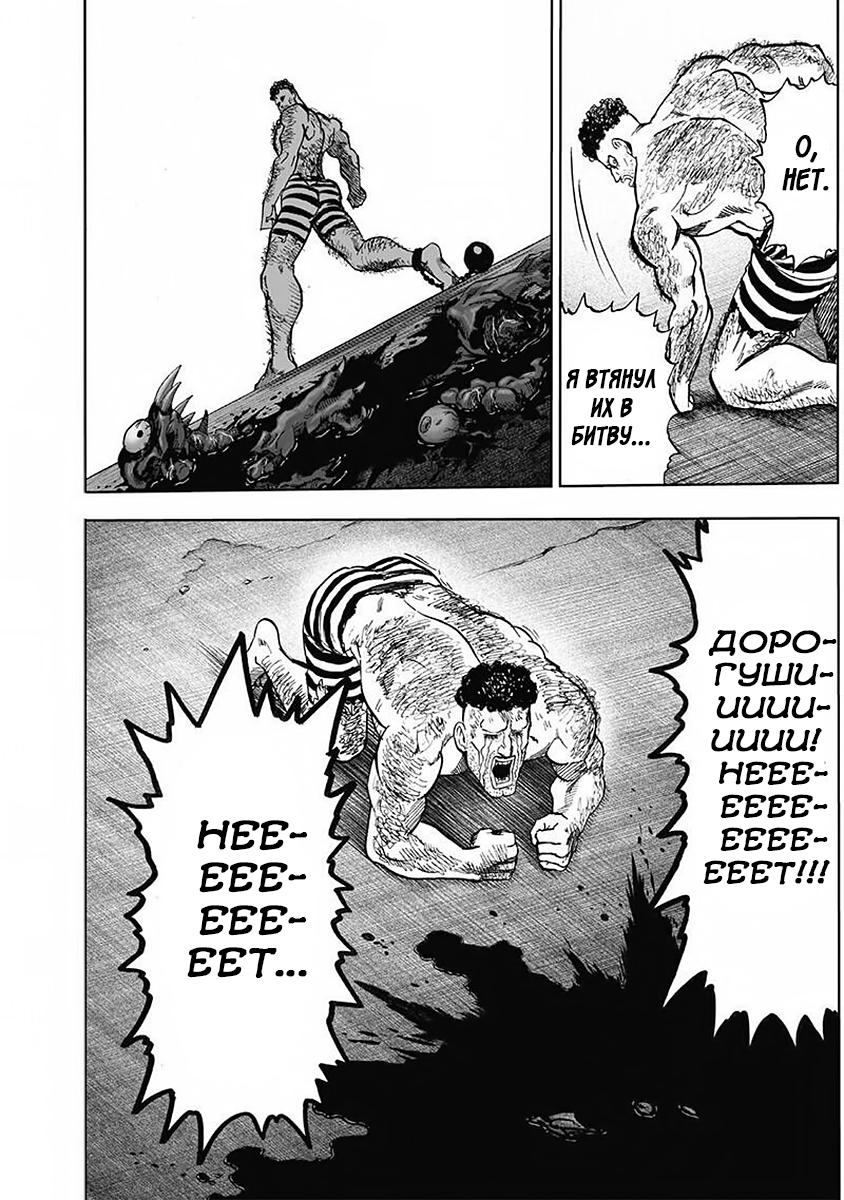 О,
НЕТ.
Я ВТЯНУЛ
ИХ В
БИТВУ...
ДОРО-
ГУШИ-
ИИИИ-
ИИИИ!
НЕЕЕ-
ЕЕЕЕ-
ЕЕЕЕ-
ЕЕЕТ!!!
НЕЕ-
ЕЕЕ-
ЕЕЕ-
ЕЕТ...